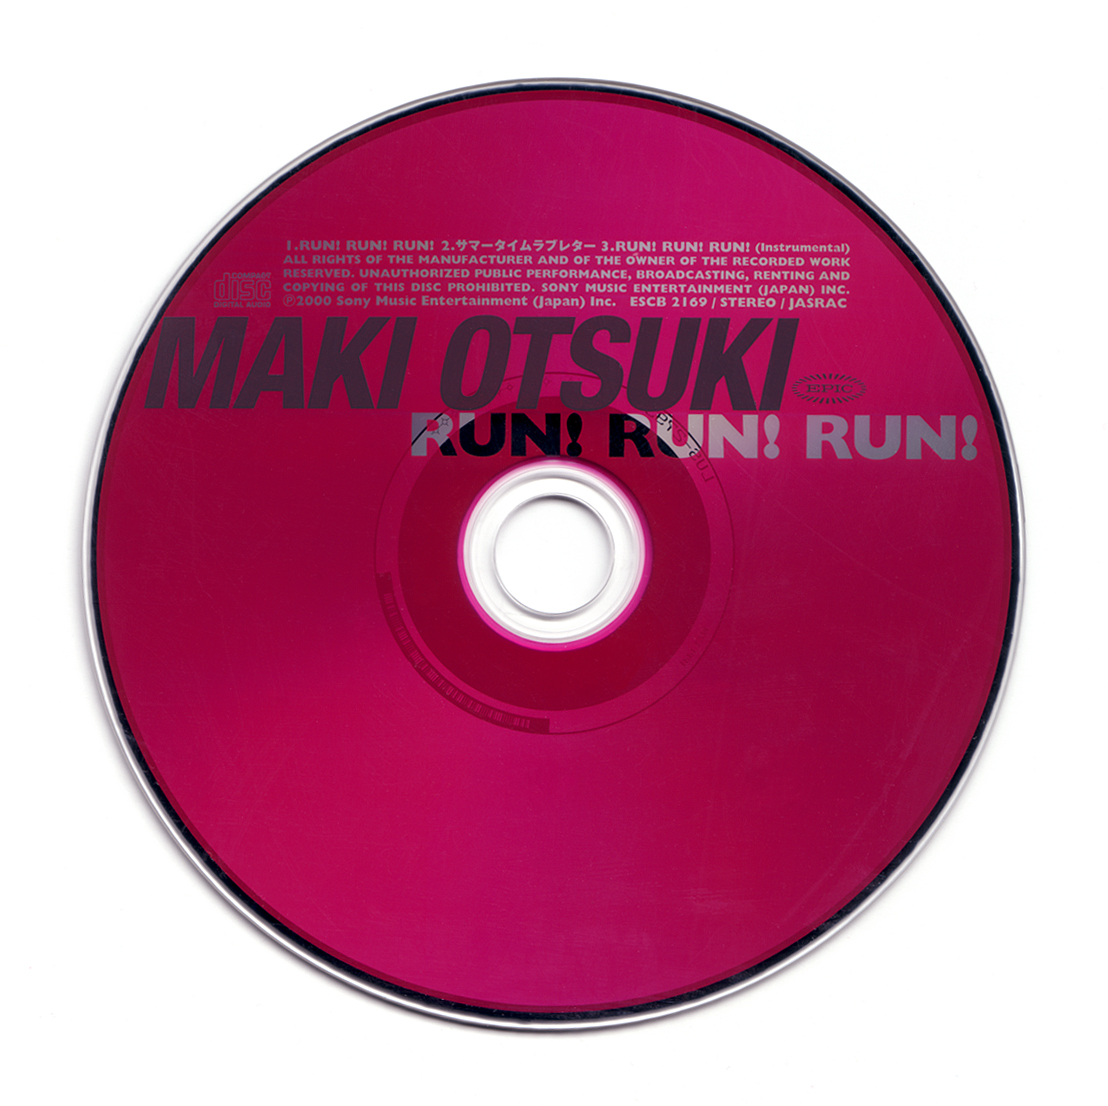 1.RUN! RUN! RUN! 2.サマータイムラブレター 3.RUN! RUN! RUN! (Instrumental)
ALL RIGHTS OF THE MANUFACTURER AND OF THE OWNER OF THE RECORDED WORK
RESERVED. UNAUTHORIZED PUBLIC PERFORMANCE, BROADCASTING, RENTING AND
COPYING OF THIS DISC PROHIBITED. SONY MUSIC ENTERTAINMENT (JAPAN) INC.
℗2000 Sony Music Entertainment (Japan) Inc. ESCB 2169 / STEREO / JASRAC
COMPACT
disc
DIGITAL AUDIO
MAKI OTSUKI
EPIC
RUN! RUN! RUN!